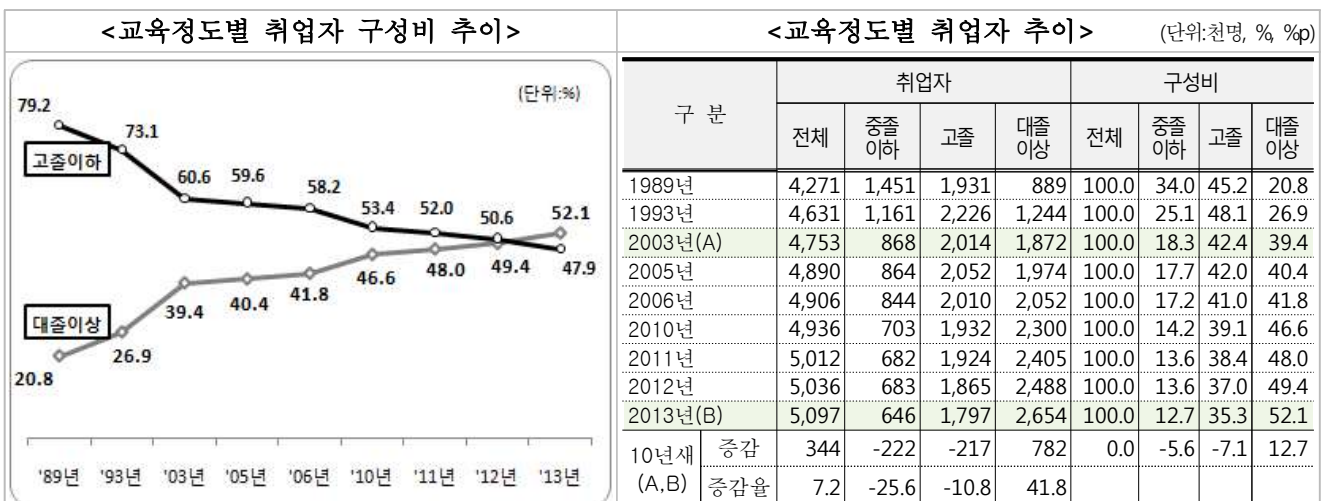 <교육정도별 취업자 구성비 추이>
(단위:%)
79.2
73.1
고졸이하
60.6 59.6 58.2 53.4 52.0 50.6 52.1
39.4 40.4 41.8 46.6 48.0 49.4 47.9
대졸이상
26.9
20.8
'89년 '93년 '03년 '05년 '06년 '10년 '11년 '12년 '13년
<교육정도별 취업자 추이> (단위:천명, %, %p)
구 분 취업자 구성비
전체 중졸이하 고졸 대졸이상 전체 중졸이하 고졸 대졸이상
1989년 4,271 1,451 1,931 889 100.0 34.0 45.2 20.8
1993년 4,631 1,161 2,226 1,244 100.0 25.1 48.1 26.9
2003년(A) 4,753 868 2,014 1,872 100.0 18.3 42.4 39.4
2005년 4,890 864 2,052 1,974 100.0 17.7 42.0 40.4
2006년 4,906 844 2,010 2,052 100.0 17.2 41.0 41.8
2010년 4,936 703 1,932 2,300 100.0 14.2 39.1 46.6
2011년 5,012 682 1,924 2,405 100.0 13.6 38.4 48.0
2012년 5,036 683 1,865 2,488 100.0 13.6 37.0 49.4
2013년(B) 5,097 646 1,797 2,654 100.0 12.7 35.3 52.1
10년새 (A,B) 증감 344 -222 -217 782 0.0 -5.6 -7.1 12.7
증감율 7.2 -25.6 -10.8 41.8